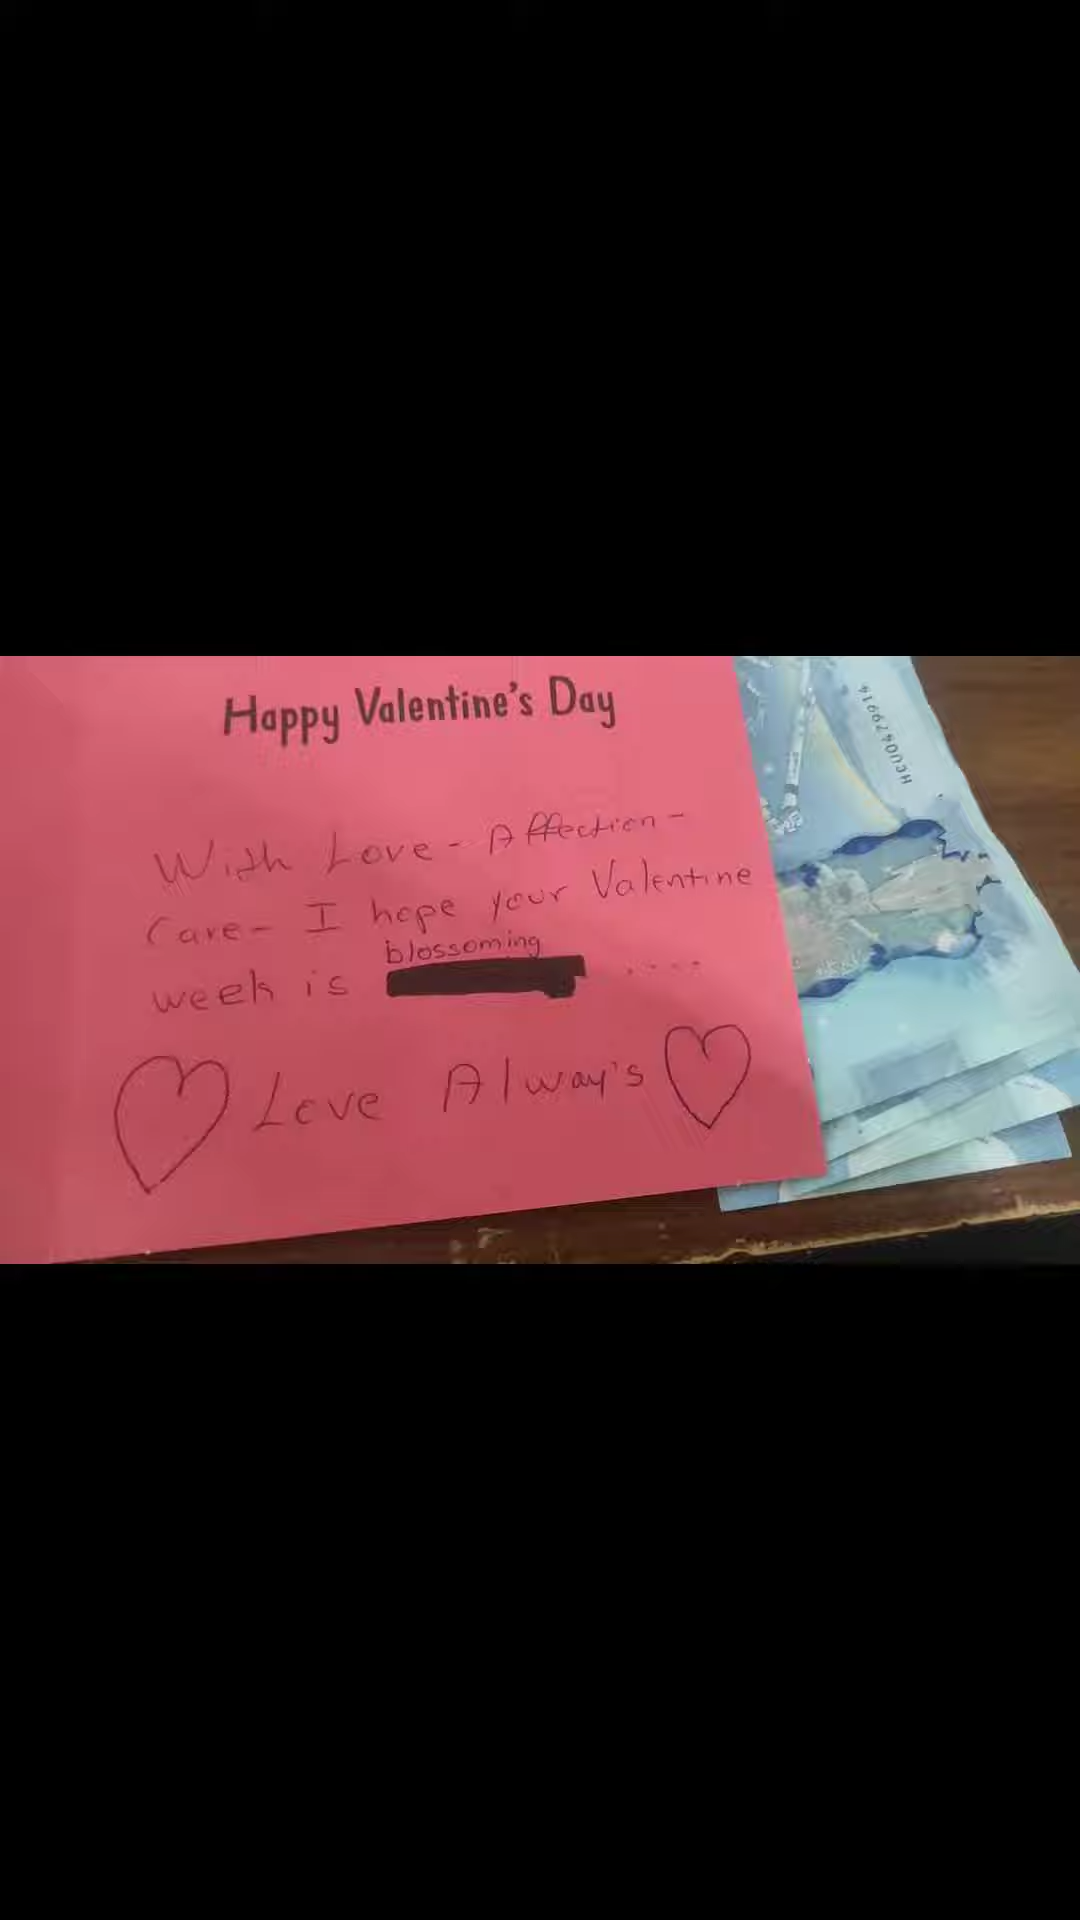 Happy Valentine's Day
With Love - Affection -
Care - I hope your Valentine
blossoming
week is ....
Love Alway's
HCU0479914